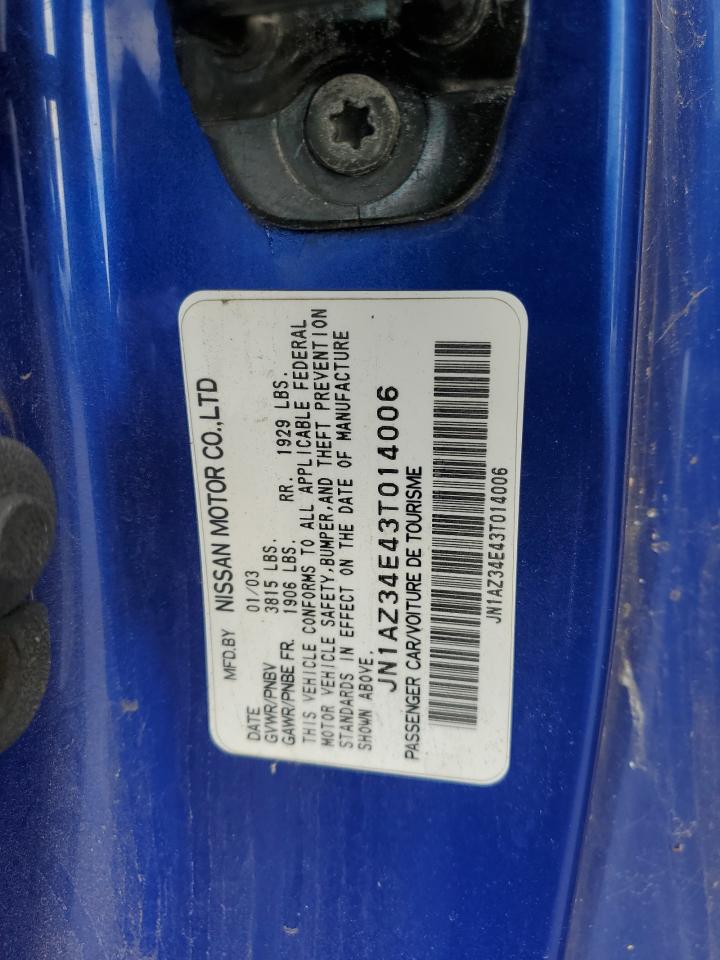 MFD.BY NISSAN MOTOR CO.,LTD
DATE 01/03
GVWR/PNBV 3815 LBS.
GAWR/PNBE FR. 1906 LBS. RR. 1929 LBS.
THIS VEHICLE CONFORMS TO ALL APPLICABLE FEDERAL
MOTOR VEHICLE SAFETY,BUMPER,AND THEFT PREVENTION
STANDARDS IN EFFECT ON THE DATE OF MANUFACTURE
SHOWN ABOVE.
JN1AZ34E43T014006
PASSENGER CAR/VOITURE DE TOURISME
JN1AZ34E43T014006